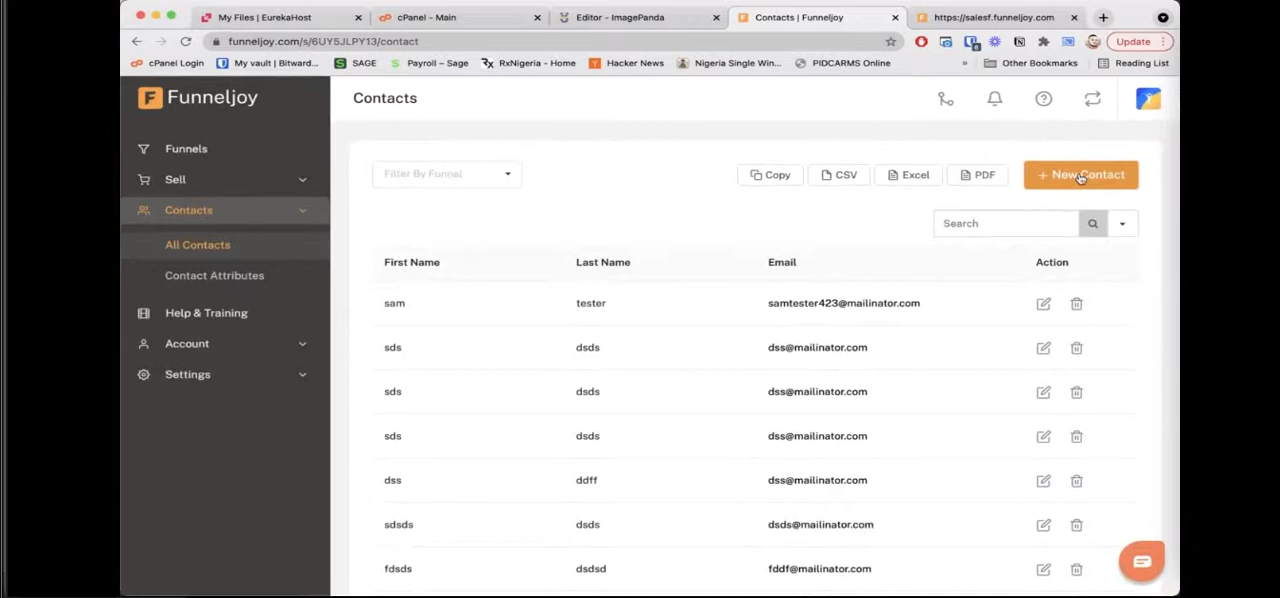 My Files | EurekaHost
cPanel - Main
Editor - ImagePanda
Contacts | Funneljoy
https://salesf.funneljoy.com
funneljoy.com/s/6UY5JLPY13/contact
Update
cPanel Login
My vault | Bitward...
SAGE
Payroll – Sage
RxNigeria - Home
Hacker News
Nigeria Single Win...
PIDCARMS Online
»
Other Bookmarks
Reading List
Funneljoy
Contacts
Funnels
Sell
Contacts
All Contacts
Contact Attributes
Help & Training
Account
Settings
Filter By Funnel
Copy
CSV
Excel
PDF
+ New Contact
Search
First Name Last Name Email Action
sam tester samtester423@mailinator.com
sds dsds dss@mailinator.com
sds dsds dss@mailinator.com
sds dsds dss@mailinator.com
dss ddff dss@mailinator.com
sdsds dsds dsds@mailinator.com
fdsds dsdsd fddf@mailinator.com